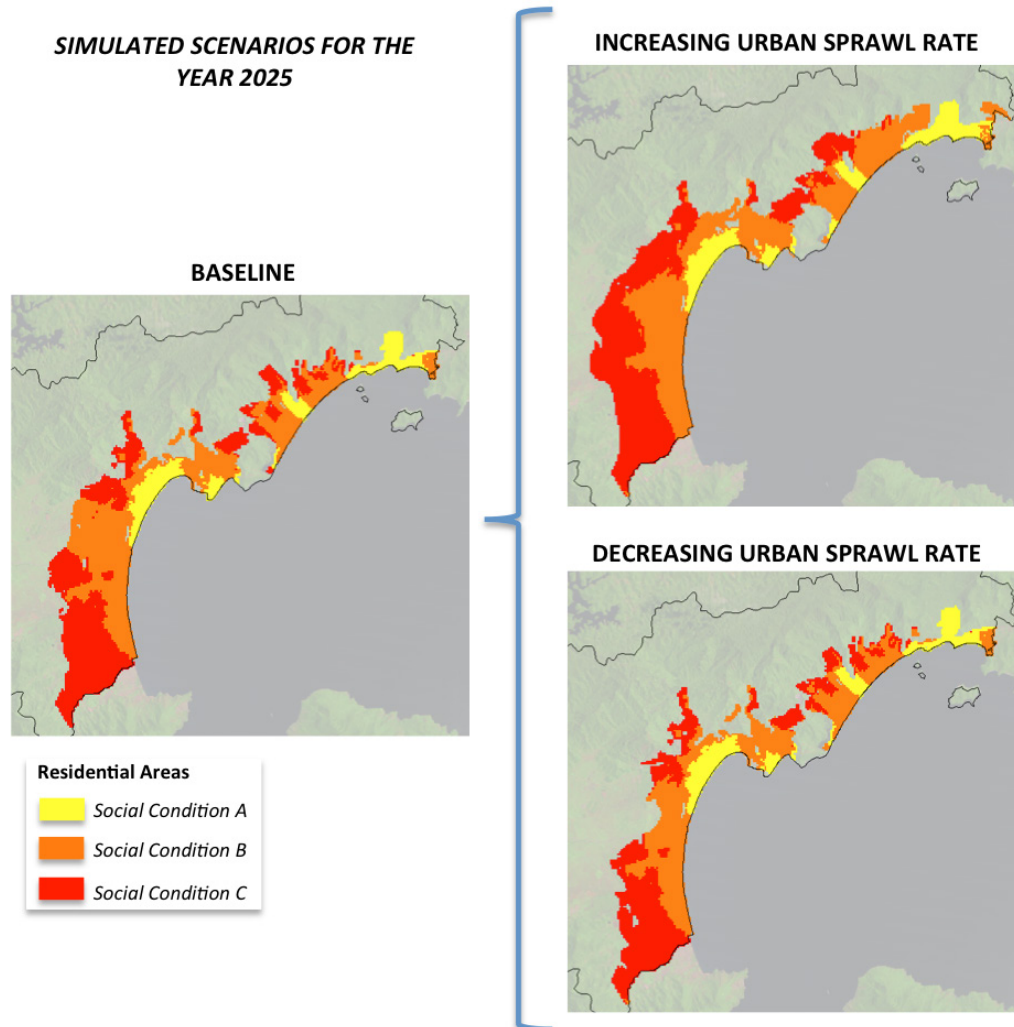 SIMULATED SCENARIOS FOR THE
YEAR 2025
BASELINE
Residential Areas
Social Condition A
Social Condition B
Social Condition C
INCREASING URBAN SPRAWL RATE
DECREASING URBAN SPRAWL RATE